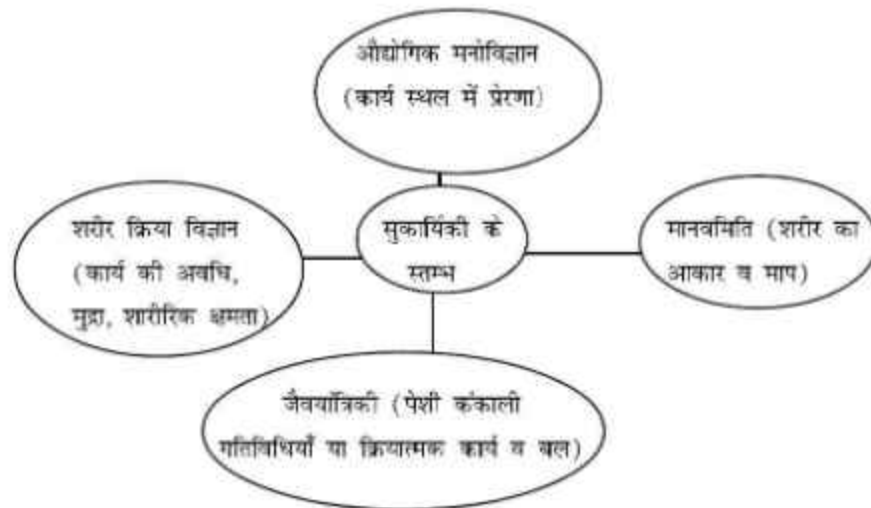 औद्योगिक मनोविज्ञान
(कार्य स्थल में प्रेरणा)
शरीर क्रिया विज्ञान
(कार्य की अवधि,
मुद्रा, शारीरिक क्षमता)
सुकार्यिकी के
स्तम्भ
मानवमिति (शरीर का
आकार व माप)
जैवयाँत्रिकी (पेशी कंकाली
गतिविधियाँ या क्रियात्मक कार्य व बल)